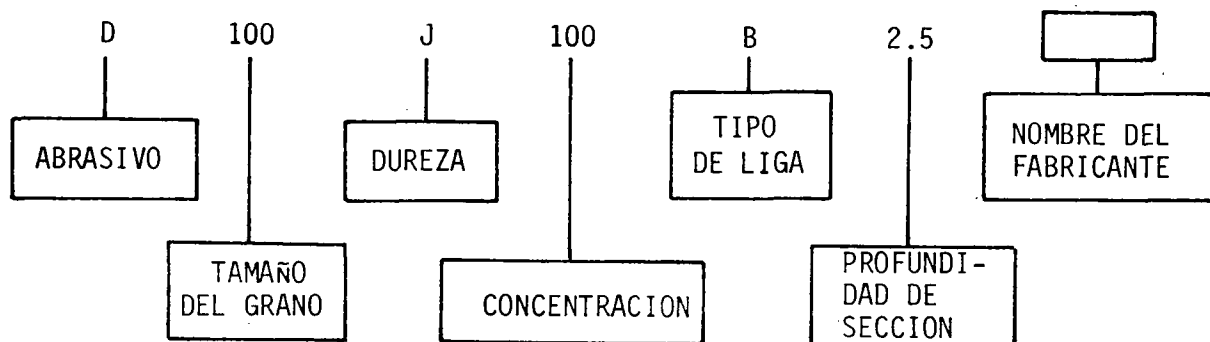 D 100 J 100 B 2.5
ABRASIVO
DUREZA
TIPO
DE LIGA
NOMBRE DEL
FABRICANTE
TAMAÑO
DEL GRANO
CONCENTRACION
PROFUNDI-
DAD DE
SECCION